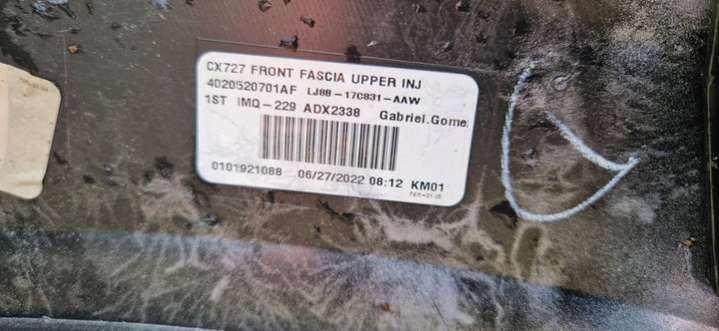 CX727 FRONT FASCIA UPPER INJ
4020520701AF LJ8B-17C831-AAW
1ST IMQ-229 ADX2338 Gabriel.Gome
0101921088 06/27/2022 08:12 KM01